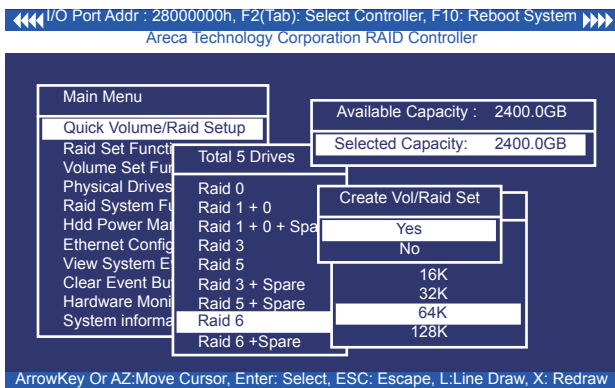 I/O Port Addr : 28000000h, F2(Tab): Select Controller, F10: Reboot System
Areca Technology Corporation RAID Controller
Main Menu
Quick Volume/Raid Setup
Raid Set Functi
Volume Set Fun
Physical Drives
Raid System Fu
Hdd Power Man
Ethernet Config
View System E
Clear Event Bu
Hardware Moni
System informa
Total 5 Drives
Raid 0
Raid 1 + 0
Raid 1 + 0 + Spa
Raid 3
Raid 5
Raid 3 + Spare
Raid 5 + Spare
Raid 6
Raid 6 +Spare
Available Capacity : 2400.0GB
Selected Capacity: 2400.0GB
Create Vol/Raid Set
Yes
No
16K
32K
64K
128K
ArrowKey Or AZ:Move Cursor, Enter: Select, ESC: Escape, L:Line Draw, X: Redraw